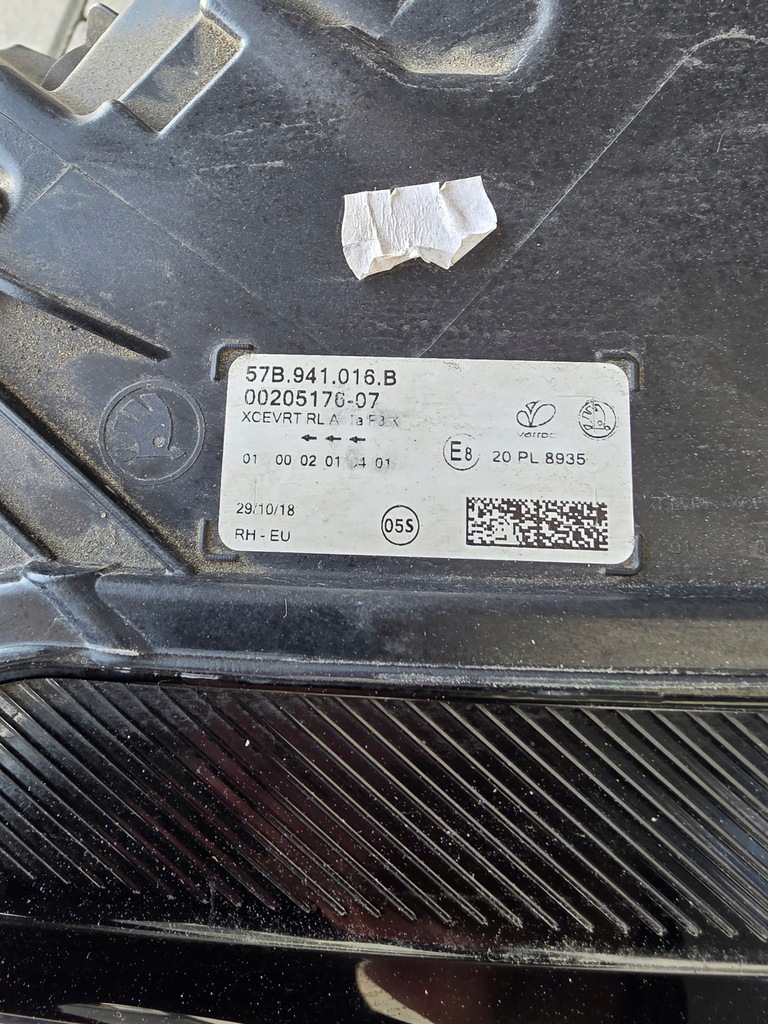 57B.941.016.B
00205176-07
XCEVRT RL A
01 00 02 01 04 01
varroc
E8
20 PL 8935
29/10/18
RH - EU
05S